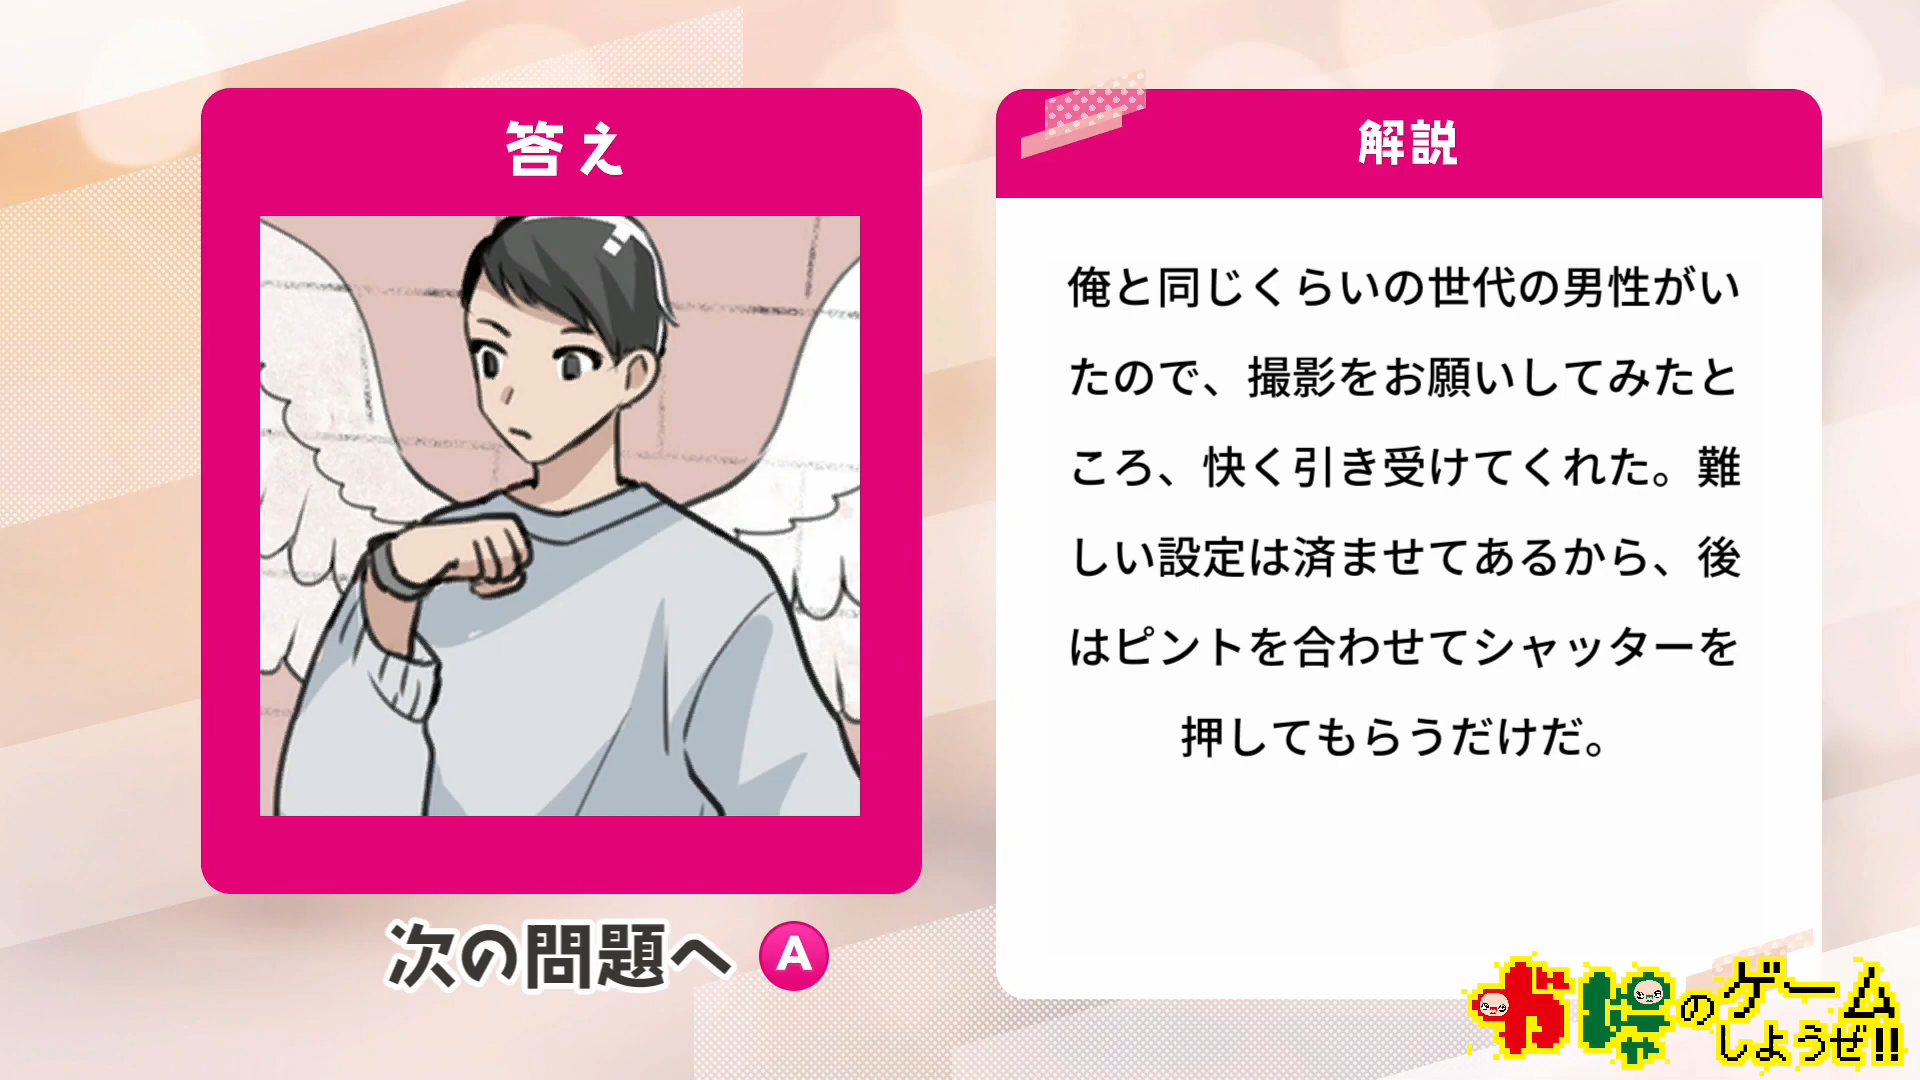 答え
解説
俺と同じくらいの世代の男性がい
たので、撮影をお願いしてみたと
ころ、快く引き受けてくれた。難
しい設定は済ませてあるから、後
はピントを合わせてシャッターを
押してもらうだけだ。
次の問題へ A
かにのゲーム
しようぜ!!